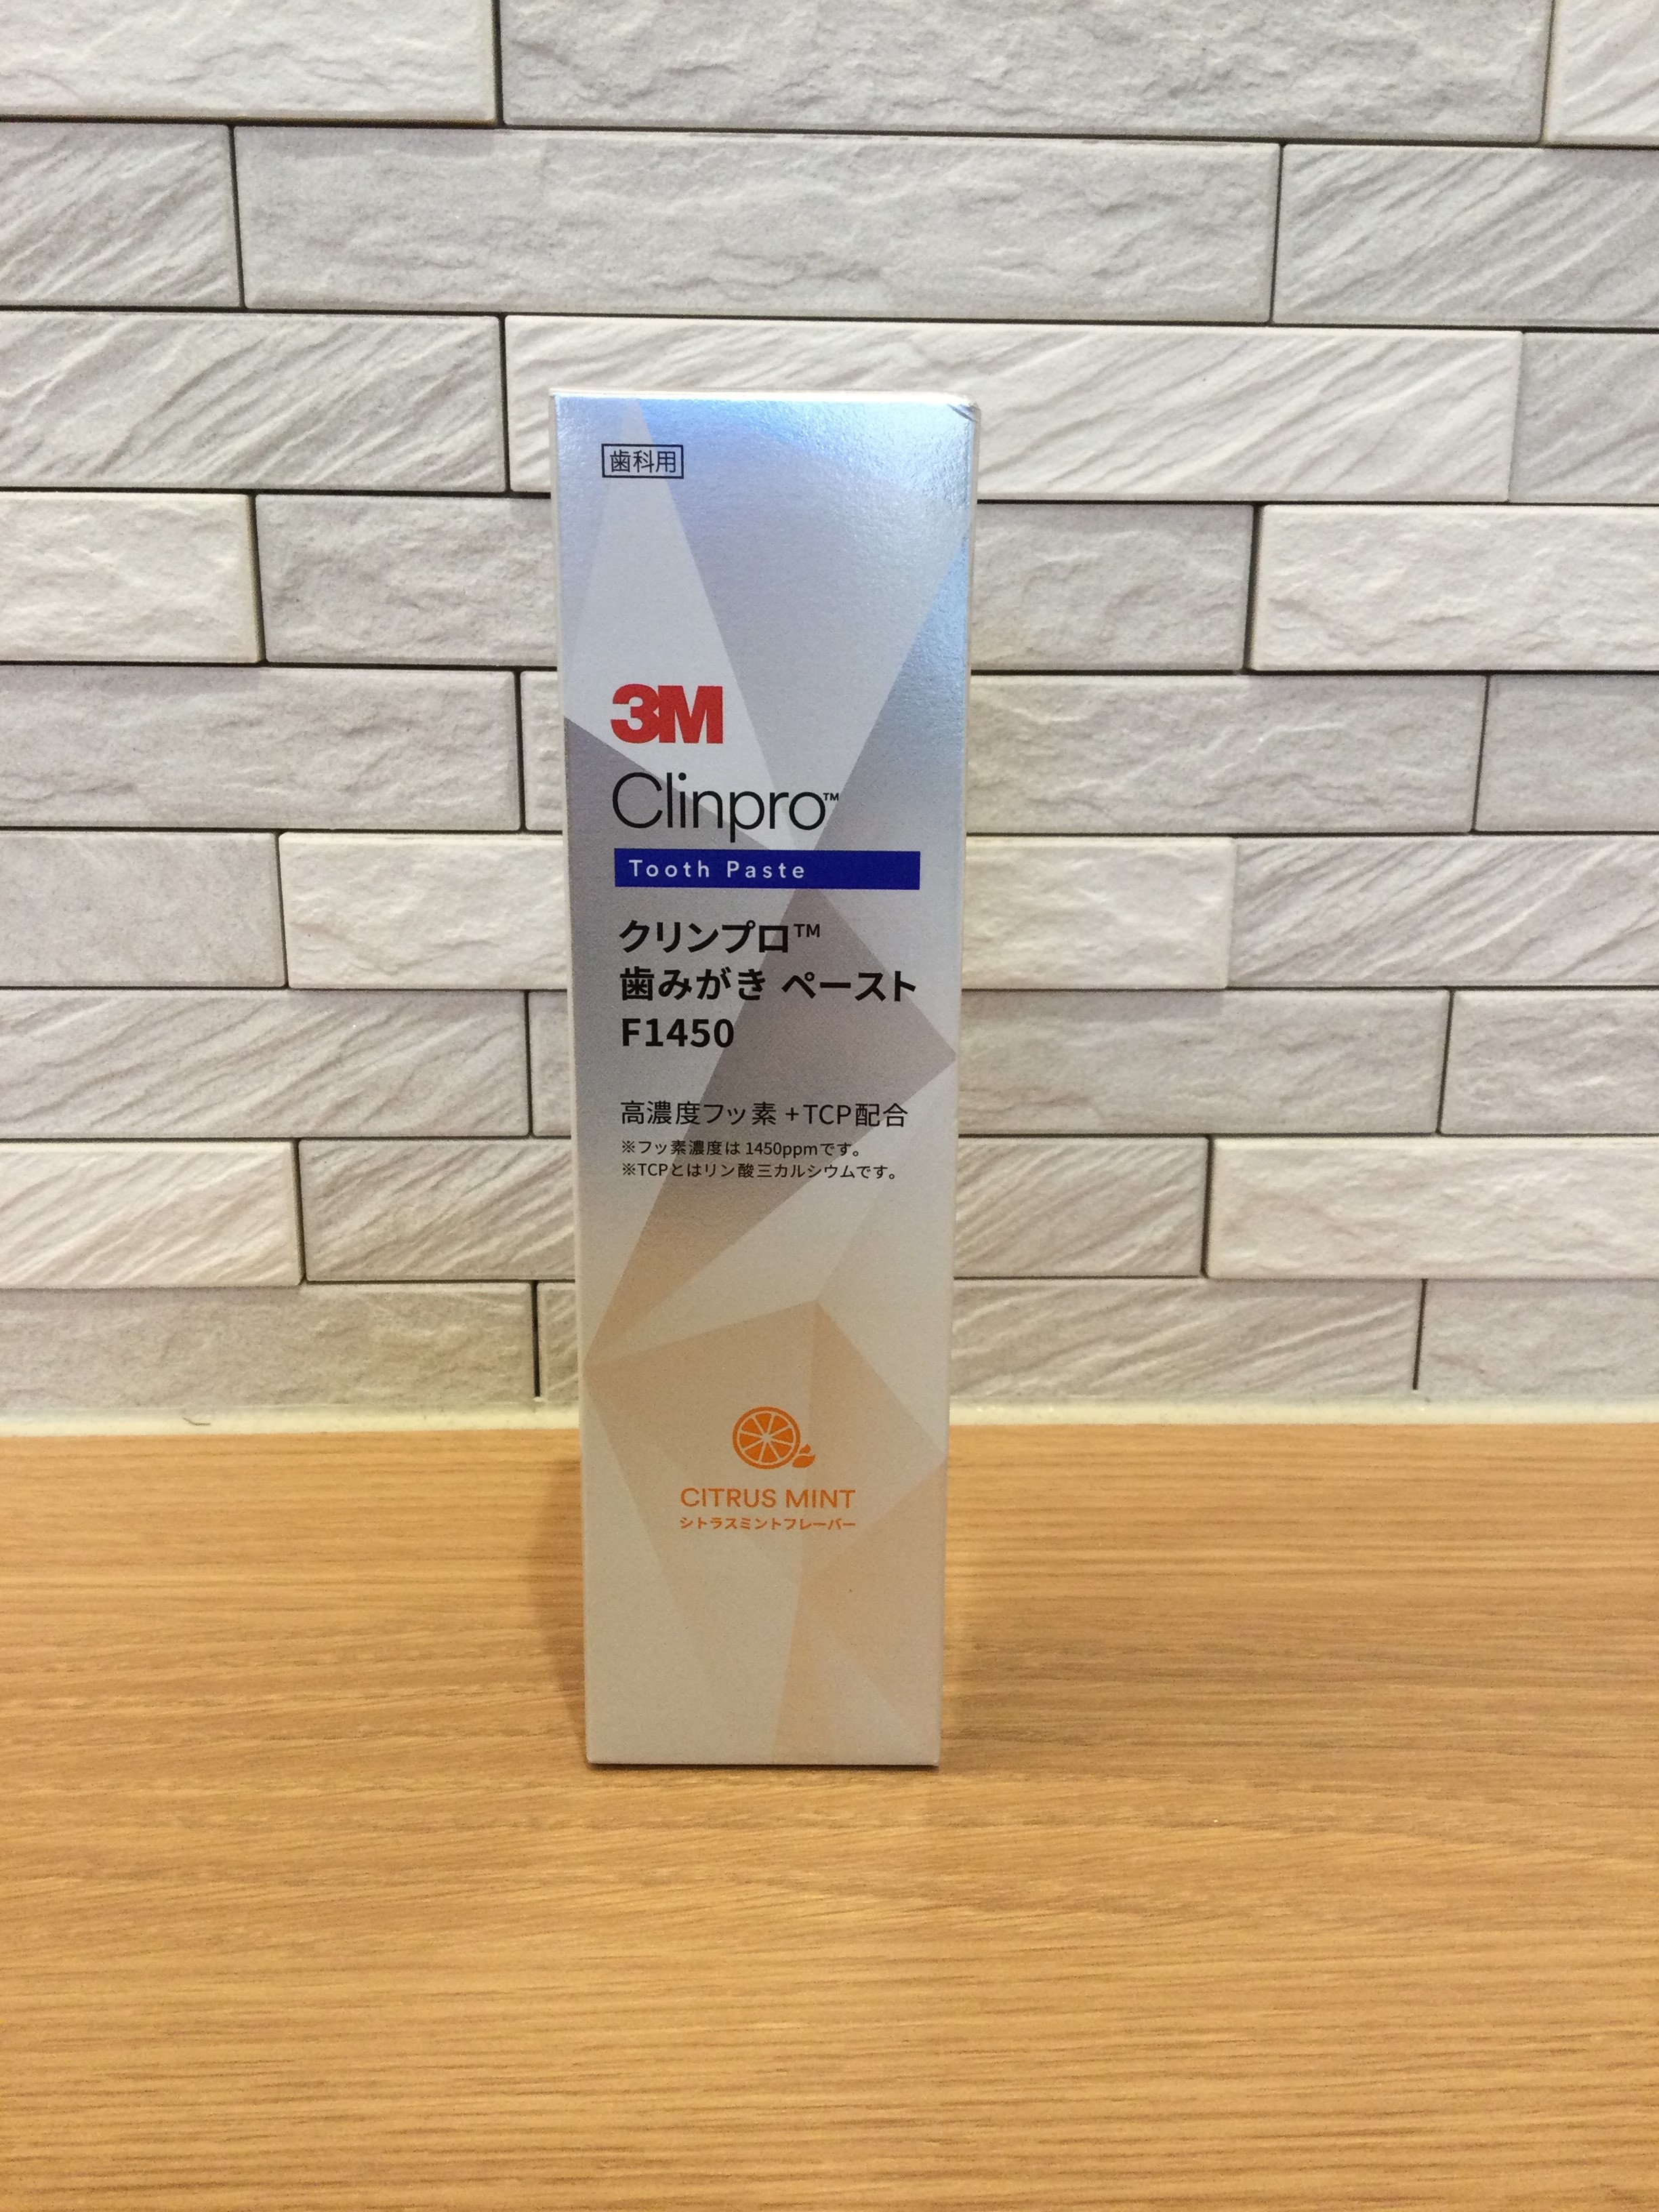 歯科用
3M
Clinpro™
Tooth Paste
クリンプロ™
歯みがき ペースト
F1450
高濃度フッ素 +TCP配合
※フッ素濃度は1450ppmです。
※TCPとはリン酸三カルシウムです。
CITRUS MINT
シトラスミントフレーバー